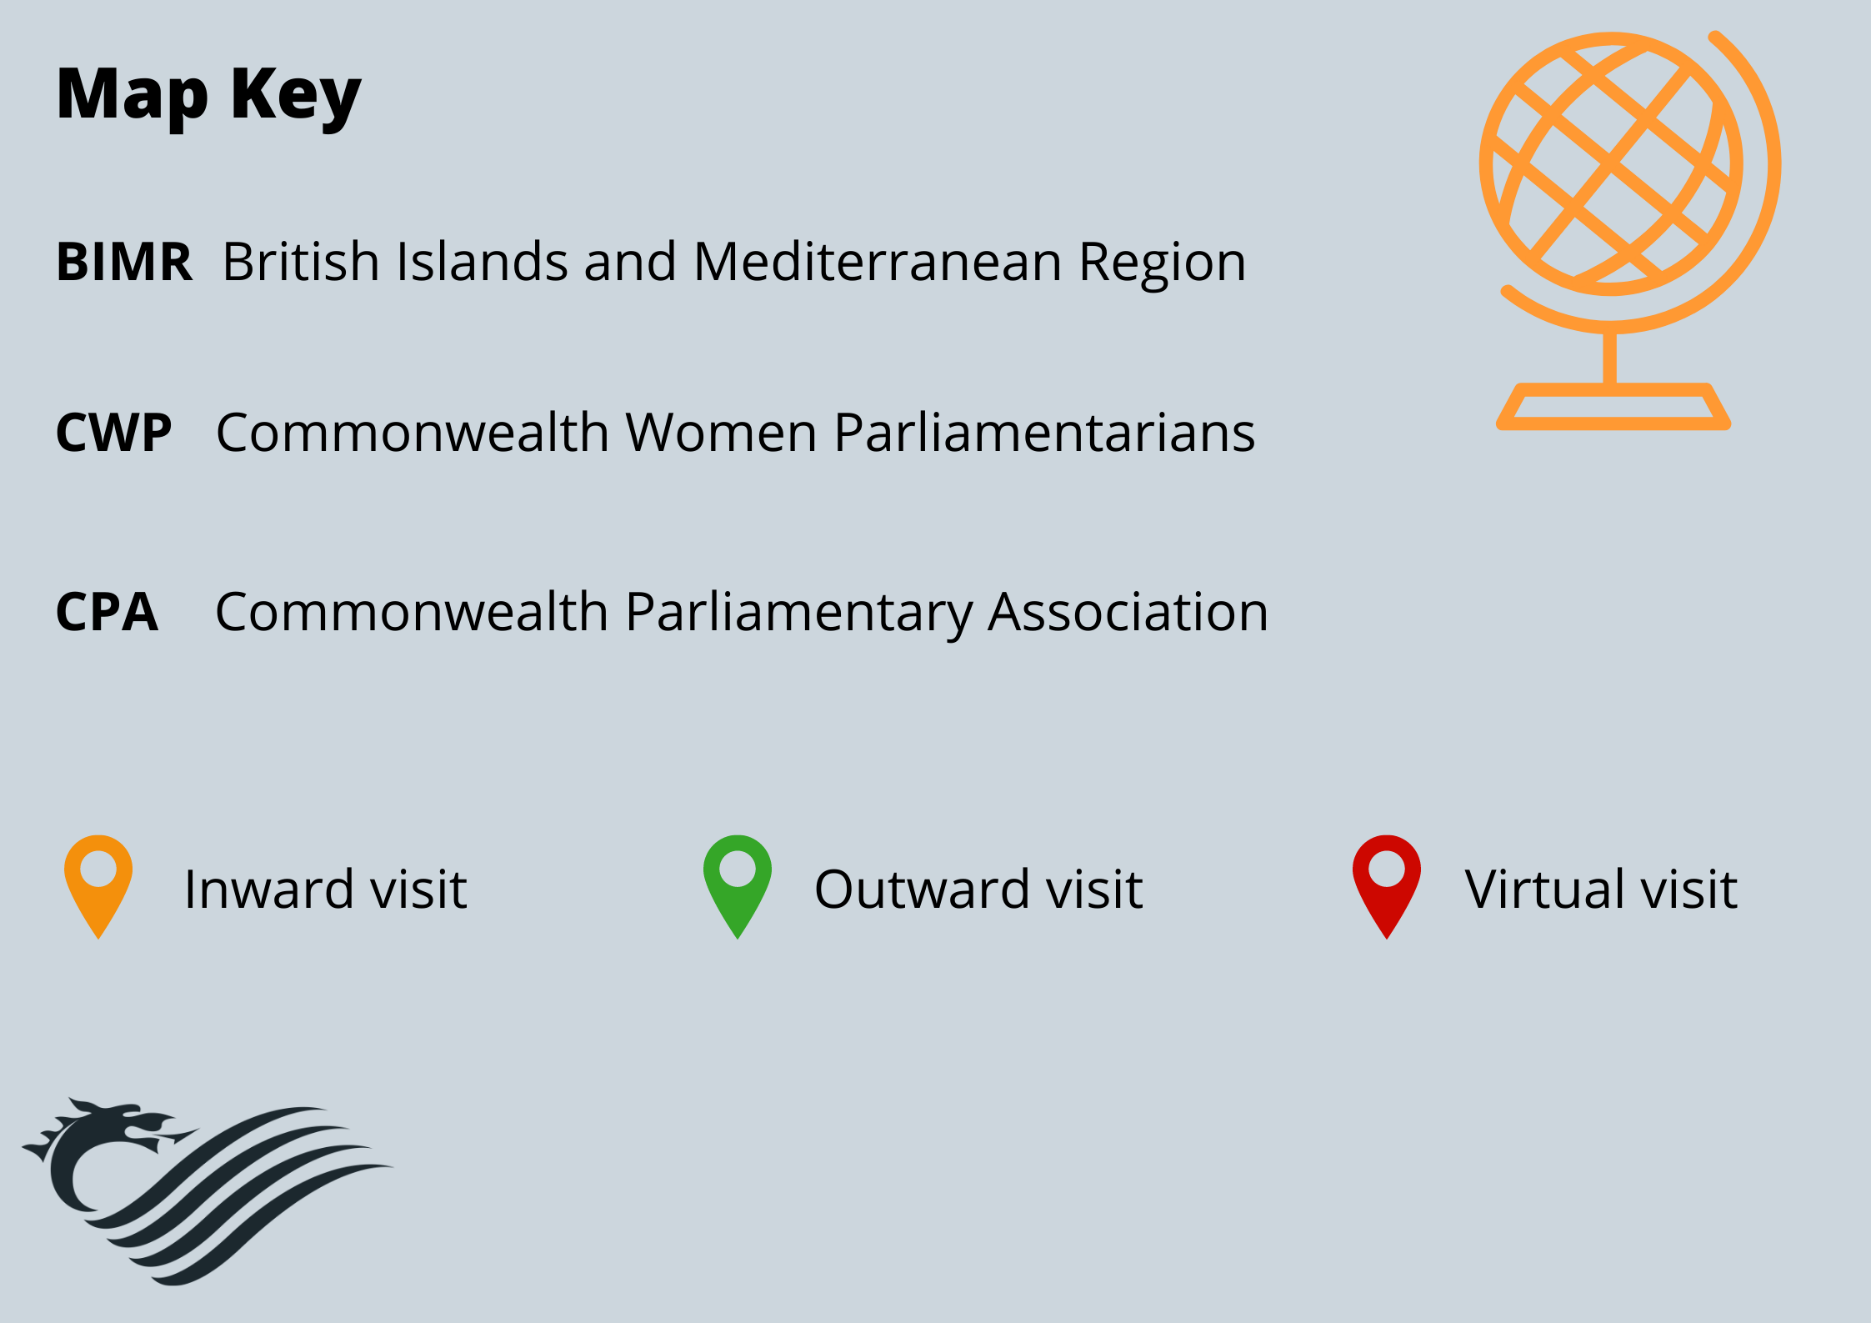 Map Key
BIMR British Islands and Mediterranean Region
CWP Commonwealth Women Parliamentarians
CPA Commonwealth Parliamentary Association
Inward visit
Outward visit
Virtual visit